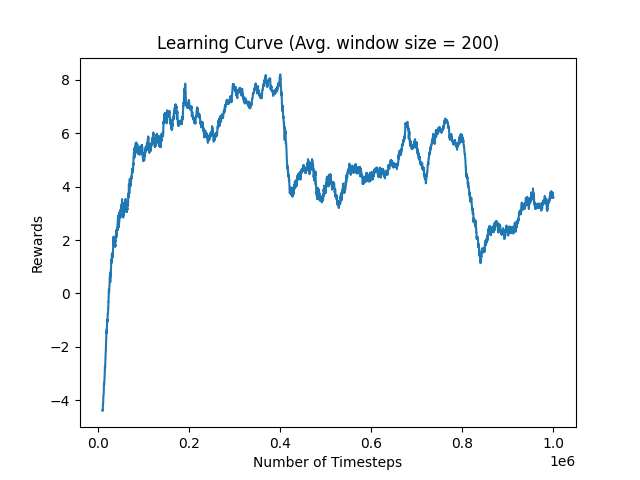 Learning Curve (Avg. window size = 200)
Rewards
8
6
4
2
0
−2
−4
0.0 0.2 0.4 0.6 0.8 1.0
1e6
Number of Timesteps